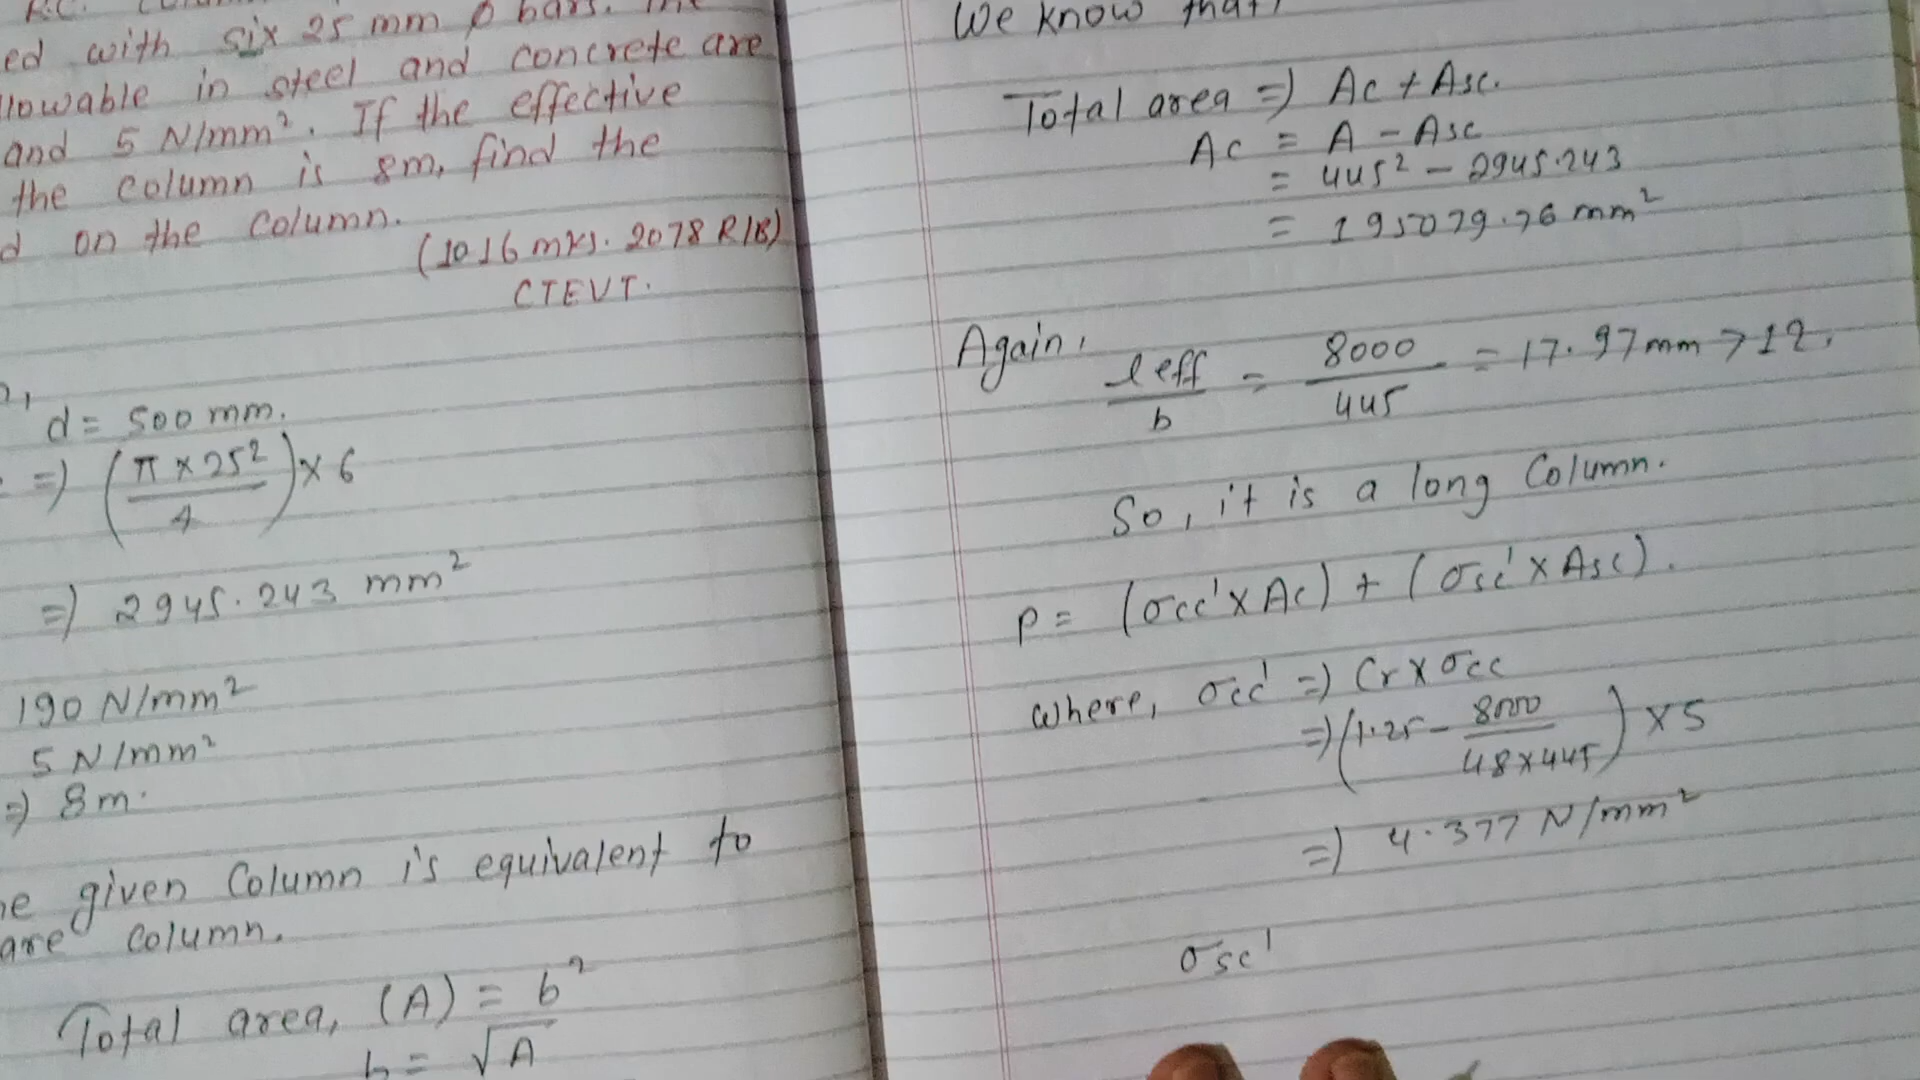 R.C.
ed with six 25 mm ϕ bars. The
llowable in steel and concrete are
and 5 N/mm². If the effective
the column is 8m, find the
d on the column.
(10 16 mks. 2078 R/B)
CTEVT.
d = 500 mm.
=) (π × 25² / 4) × 6
=) 2945.243 mm²
190 N/mm²
5 N/mm²
=) 8m.
he given Column is equivalent to
are column.
Total area, (A) = b²
b = √A
We know that,
Total area =) Ac + Asc.
Ac = A - Asc
= 445² - 2945.243
= 195079.76 mm²
Again,
leff / b = 8000 / 445 = 17.97mm > 12,
So, it is a long Column.
P = (σcc' × Ac) + (σsc' × Asc).
where, σcc' =) Cr × σcc
=) (1.25 - 8000 / 48×445) × 5
=) 4.377 N/mm²
σsc'